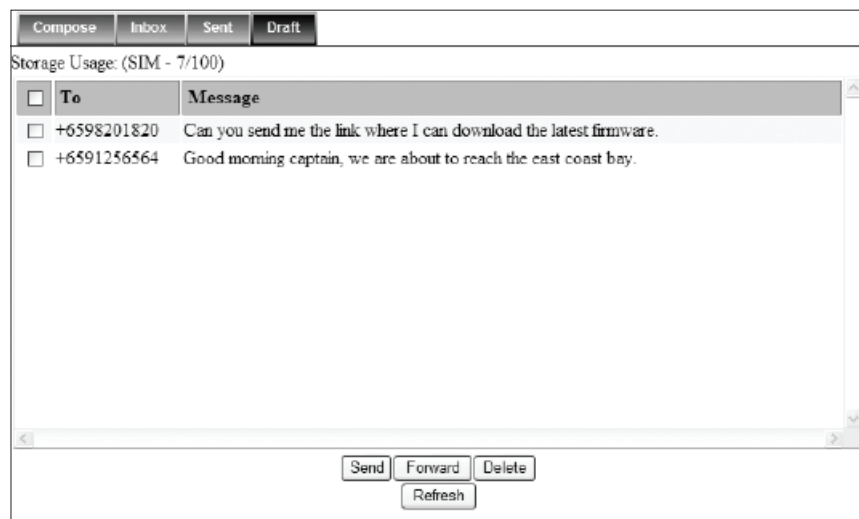 Compose Inbox Sent Draft
Storage Usage: (SIM - 7/100)
To Message
+6598201820 Can you send me the link where I can download the latest firmware.
+6591256564 Good morning captain, we are about to reach the east coast bay.
Send Forward Delete
Refresh